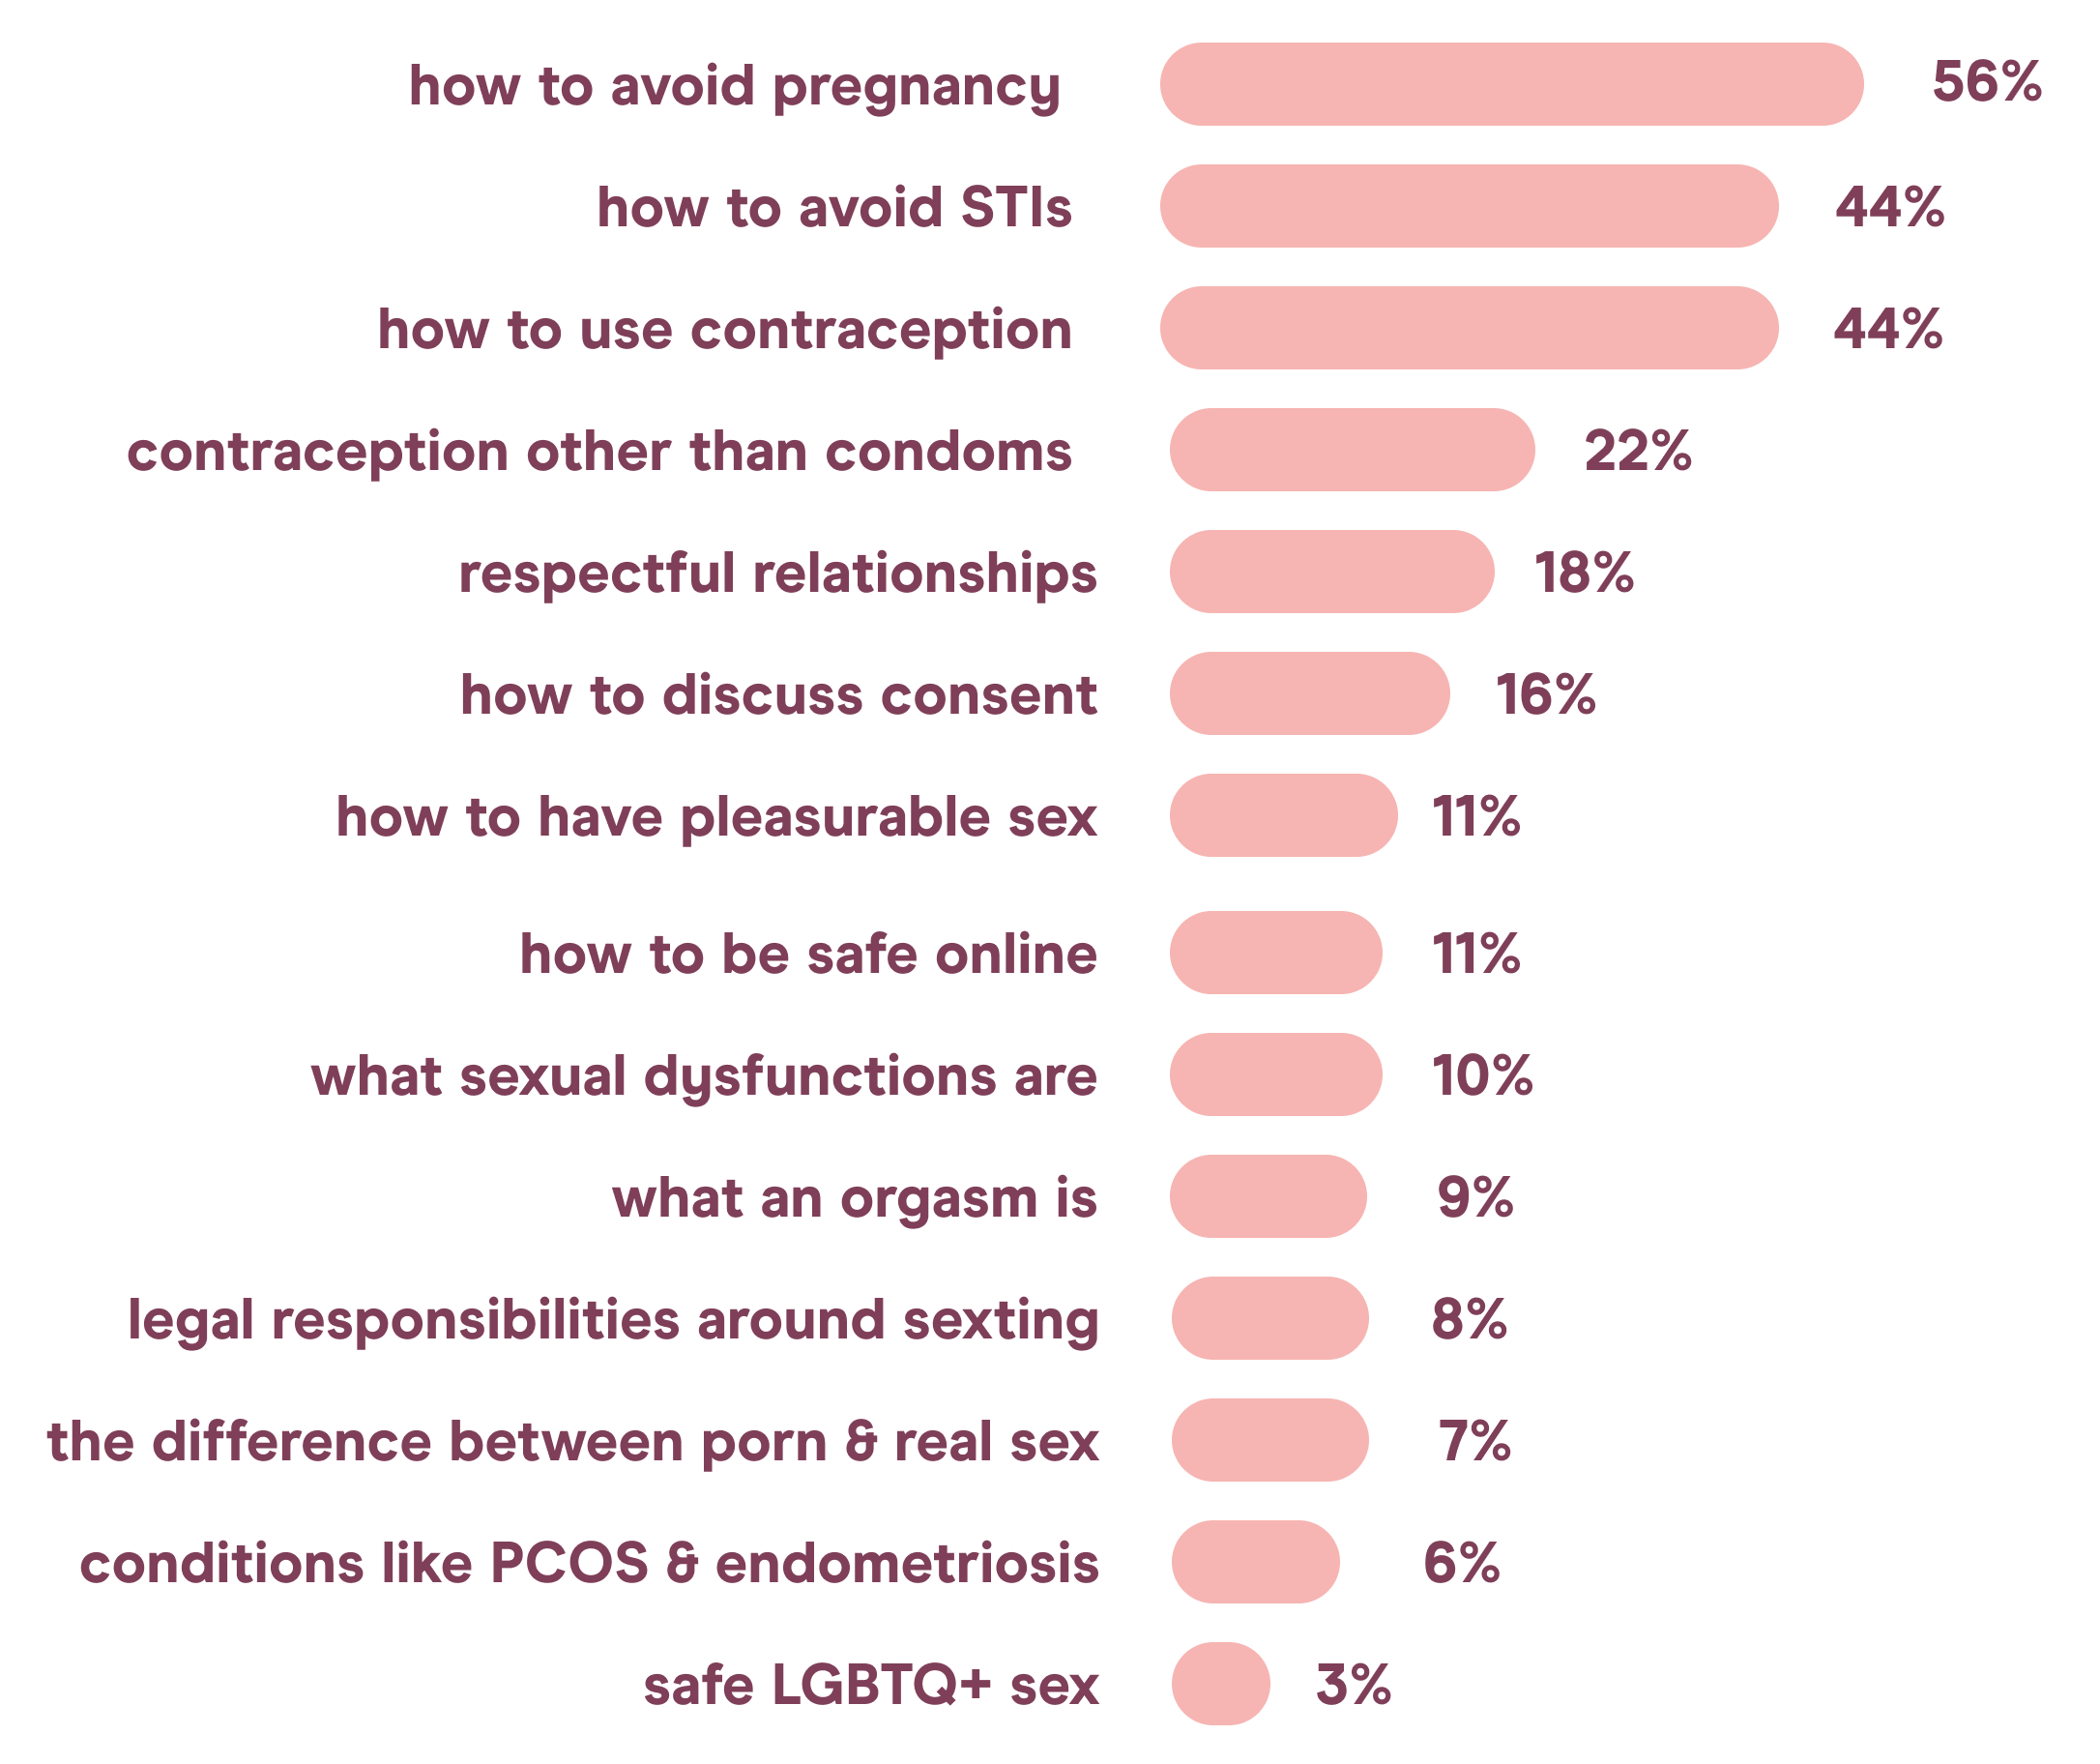 how to avoid pregnancy 56%
how to avoid STIs 44%
how to use contraception 44%
contraception other than condoms 22%
respectful relationships 18%
how to discuss consent 16%
how to have pleasurable sex 11%
how to be safe online 11%
what sexual dysfunctions are 10%
what an orgasm is 9%
legal responsibilities around sexting 8%
the difference between porn & real sex 7%
conditions like PCOS & endometriosis 6%
safe LGBTQ+ sex 3%